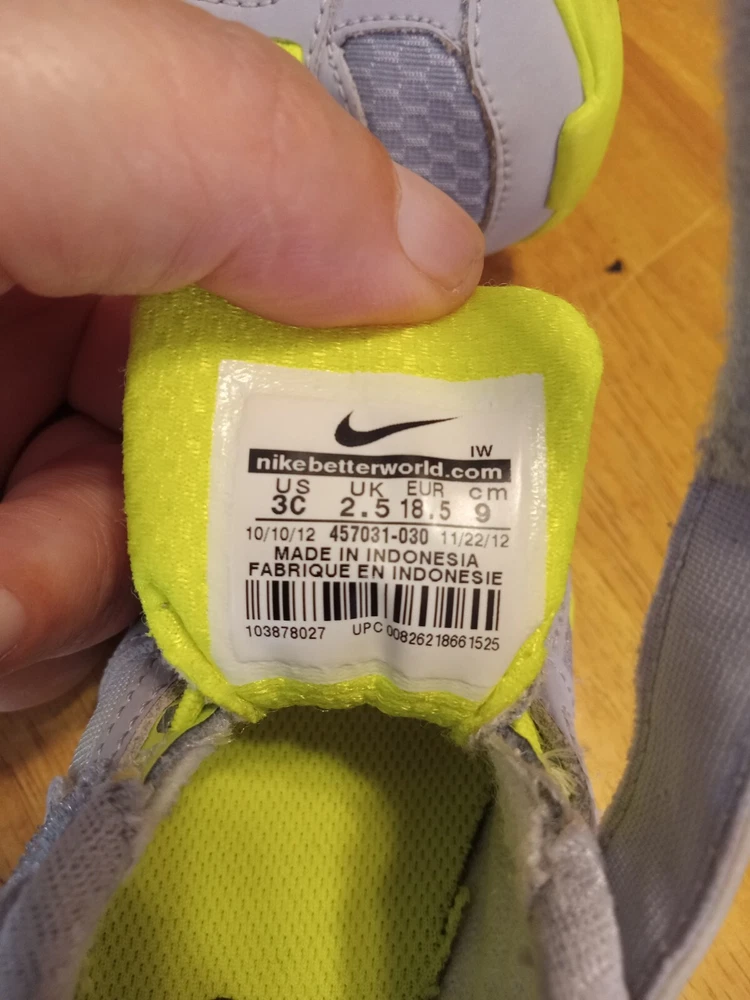 IW
nikebetterworld.com
US UK EUR cm
3C 2.5 18.5 9
10/10/12 457031-030 11/22/12
MADE IN INDONESIA
FABRIQUE EN INDONESIE
103878027 UPC 00826218661525